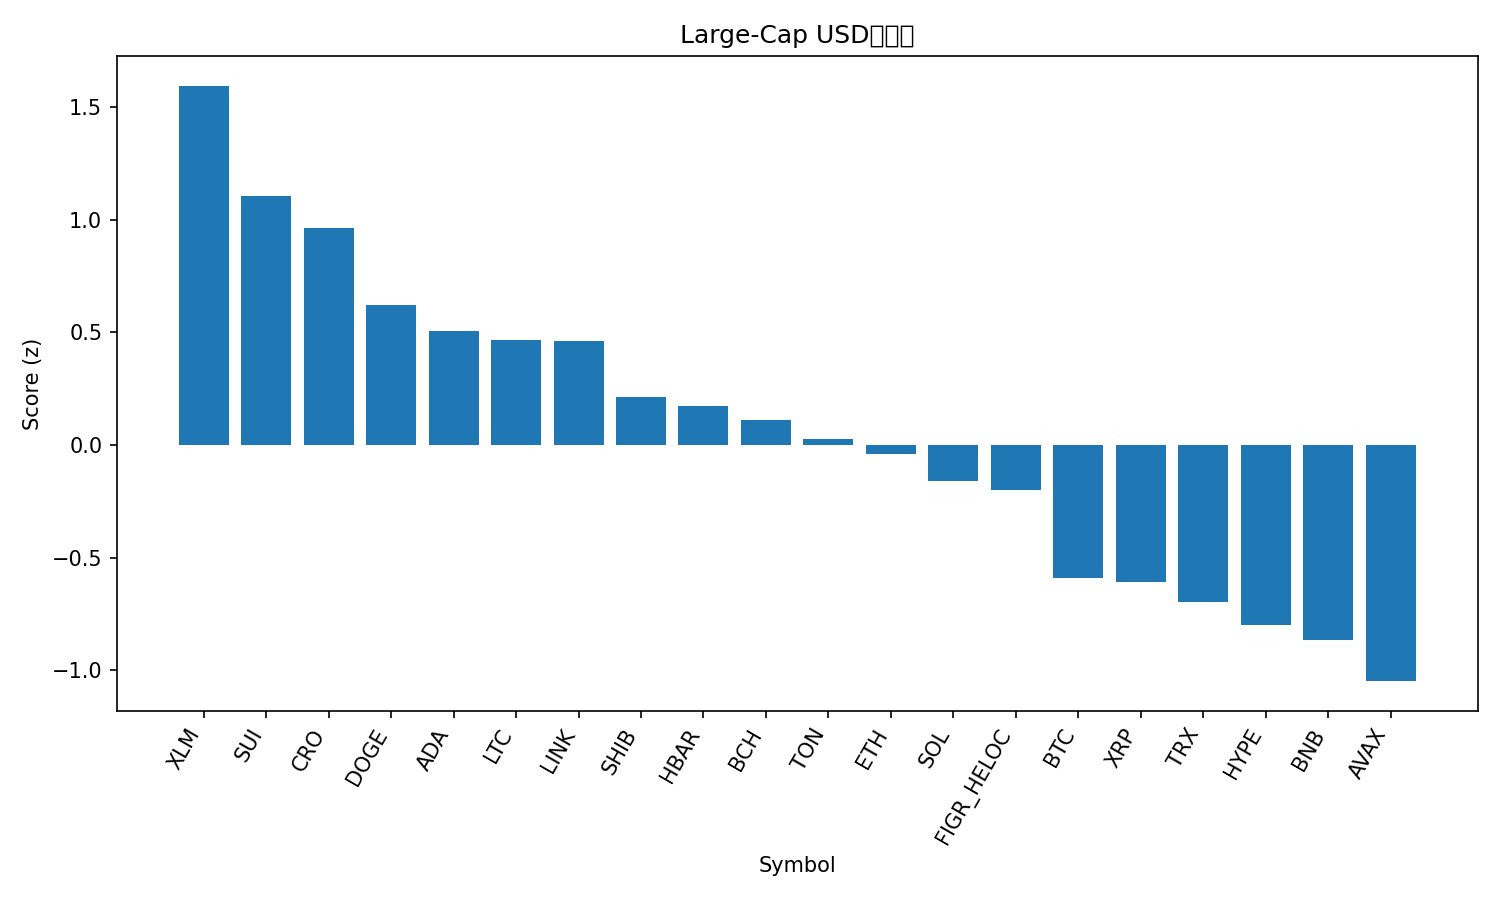 Large-Cap USD
Score (z)
1.5
1.0
0.5
0.0
−0.5
−1.0
XLM
SUI
CRO
DOGE
ADA
LTC
LINK
SHIB
HBAR
BCH
TON
ETH
SOL
FIGR_HELOC
BTC
XRP
TRX
HYPE
BNB
AVAX
Symbol